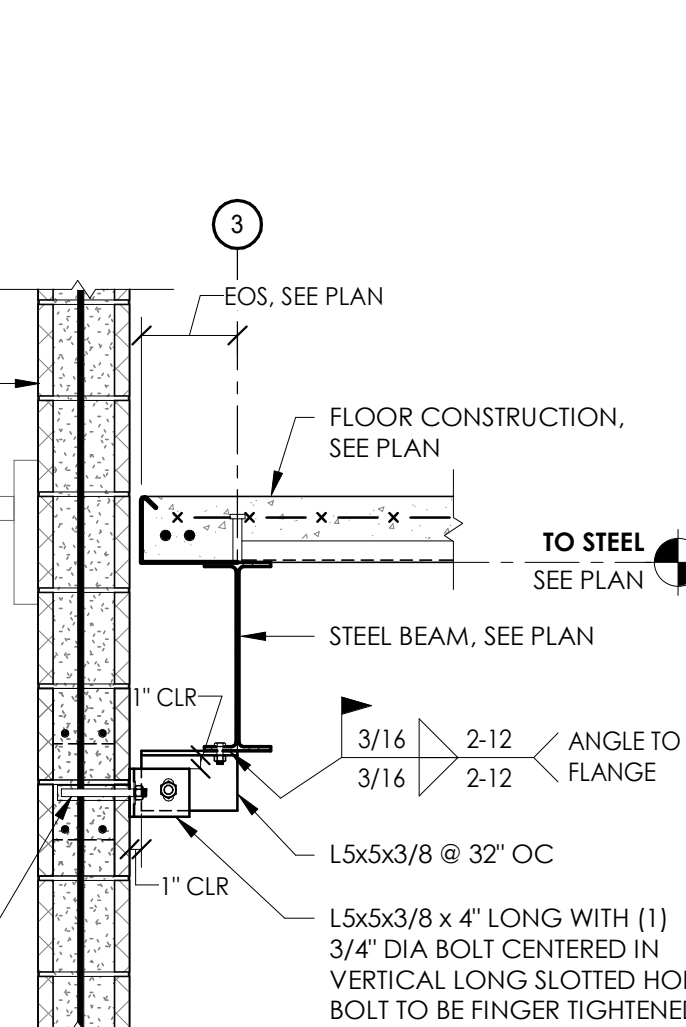 3
EOS, SEE PLAN
FLOOR CONSTRUCTION,
SEE PLAN
TO STEEL
SEE PLAN
STEEL BEAM, SEE PLAN
1" CLR
3/16 2-12
3/16 2-12
ANGLE TO
FLANGE
L5x5x3/8 @ 32" OC
1" CLR
L5x5x3/8 x 4" LONG WITH (1)
3/4" DIA BOLT CENTERED IN
VERTICAL LONG SLOTTED
BOLT TO BE FINGER